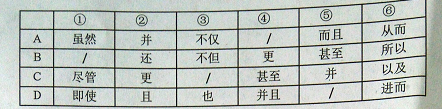 ① ② ③ ④ ⑤ ⑥
A 虽然 并 不仅 / 而且 从而
B / 还 不但 更 甚至 所以
C 尽管 更 / 甚至 并 以及
D 即使 且 也 并且 / 进而